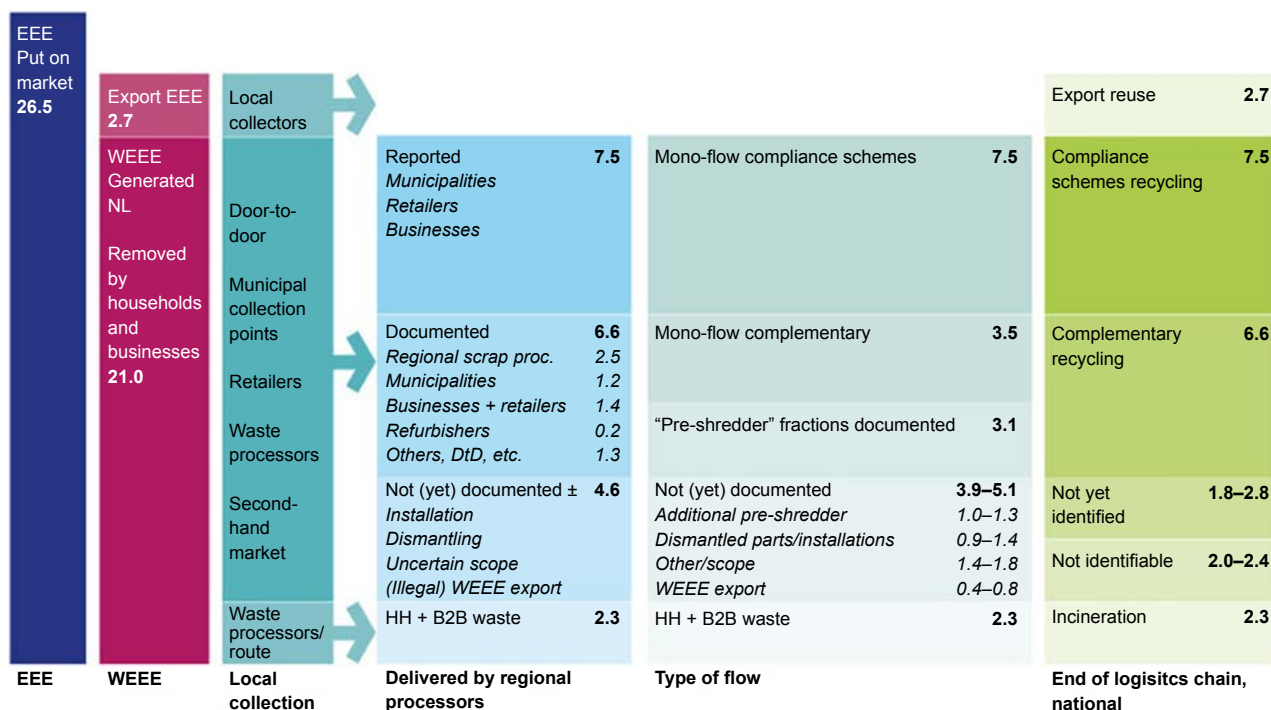 EEE
Put on
market
26.5
Export EEE
2.7
WEEE
Generated
NL
Removed
by
households
and
businesses
21.0
Local
collectors
Door-to-
door
Municipal
collection
points
Retailers
Waste
processors
Second-
hand
market
Waste
processors/
route
Reported 7.5
Municipalities
Retailers
Businesses
Documented 6.6
Regional scrap proc. 2.5
Municipalities 1.2
Businesses + retailers 1.4
Refurbishers 0.2
Others, DtD, etc. 1.3
Not (yet) documented ± 4.6
Installation
Dismantling
Uncertain scope
(Illegal) WEEE export
HH + B2B waste 2.3
Mono-flow compliance schemes 7.5
Mono-flow complementary 3.5
“Pre-shredder” fractions documented 3.1
Not (yet) documented 3.9–5.1
Additional pre-shredder 1.0–1.3
Dismantled parts/installations 0.9–1.4
Other/scope 1.4–1.8
WEEE export 0.4–0.8
HH + B2B waste 2.3
Export reuse 2.7
Compliance 7.5
schemes recycling
Complementary 6.6
recycling
Not yet 1.8–2.8
identified
Not identifiable 2.0–2.4
Incineration 2.3
EEE
WEEE
Local
collection
Delivered by regional
processors
Type of flow
End of logisitcs chain,
national